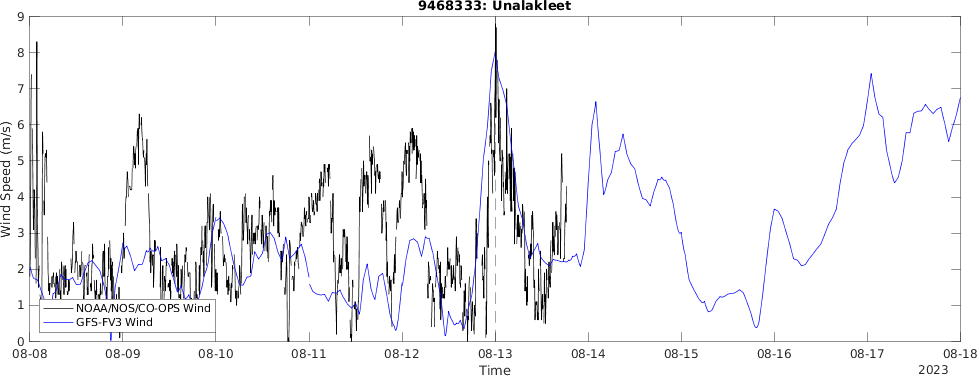 9468333: Unalakleet
9
8
7
6
5
4
3
2
1
0
Wind Speed (m/s)
NOAA/NOS/CO-OPS Wind
GFS-FV3 Wind
08-08 08-09 08-10 08-11 08-12 08-13 08-14 08-15 08-16 08-17 08-18
Time
2023